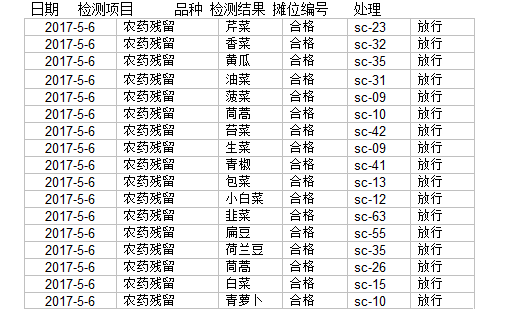 日期 检测项目 品种 检测结果 摊位编号 处理
2017-5-6 农药残留 芹菜 合格 sc-23 放行
2017-5-6 农药残留 香菜 合格 sc-32 放行
2017-5-6 农药残留 黄瓜 合格 sc-35 放行
2017-5-6 农药残留 油菜 合格 sc-31 放行
2017-5-6 农药残留 菠菜 合格 sc-09 放行
2017-5-6 农药残留 茼蒿 合格 sc-10 放行
2017-5-6 农药残留 苔菜 合格 sc-42 放行
2017-5-6 农药残留 生菜 合格 sc-09 放行
2017-5-6 农药残留 青椒 合格 sc-41 放行
2017-5-6 农药残留 包菜 合格 sc-13 放行
2017-5-6 农药残留 小白菜 合格 sc-12 放行
2017-5-6 农药残留 韭菜 合格 sc-63 放行
2017-5-6 农药残留 扁豆 合格 sc-55 放行
2017-5-6 农药残留 荷兰豆 合格 sc-35 放行
2017-5-6 农药残留 茼蒿 合格 sc-26 放行
2017-5-6 农药残留 白菜 合格 sc-15 放行
2017-5-6 农药残留 青萝卜 合格 sc-10 放行